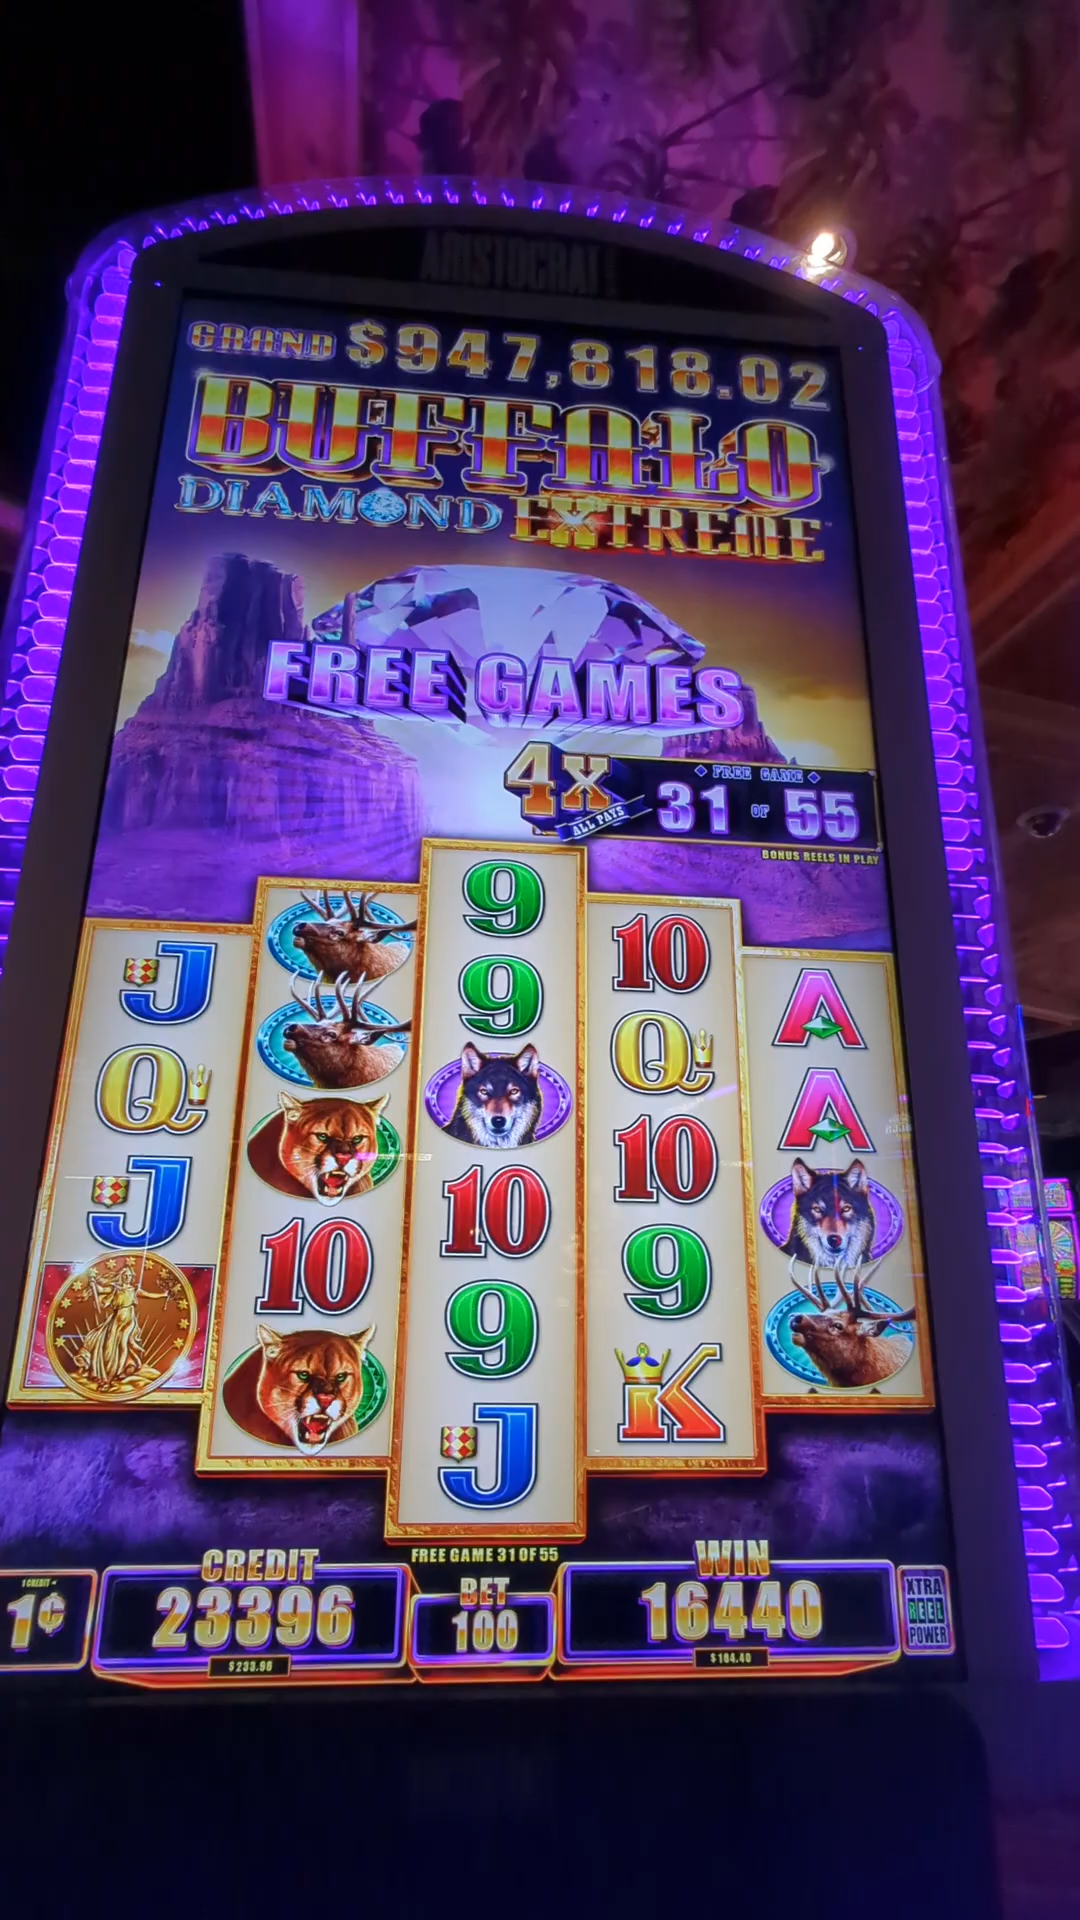 ARISTOCRAT
GRAND $947,818.02
BUFFALO
DIAMOND EXTREME™
FREE GAMES
4X
ALL PAYS
FREE GAME
31 OF 55
BONUS REELS IN PLAY
J Q J
10
9 9 10 9 J
10 Q 10 9 K
A A
FREE GAME 31 OF 55
1 CREDIT =
1¢
CREDIT
23396
$233.96
BET
100
WIN
16440
$164.40
XTRA
REEL
POWER